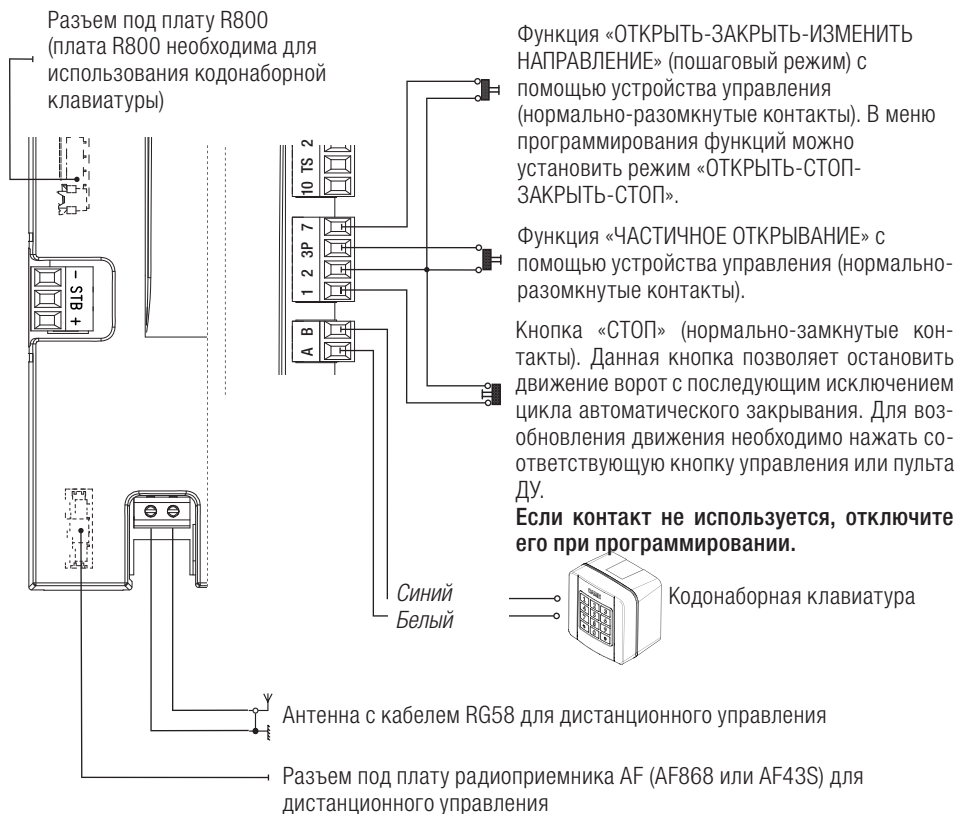 Разъем под плату R800
(плата R800 необходима для
использования кодонаборной
клавиатуры)
Функция «ОТКРЫТЬ-ЗАКРЫТЬ-ИЗМЕНИТЬ
НАПРАВЛЕНИЕ» (пошаговый режим) с
помощью устройства управления
(нормально-разомкнутые контакты). В меню
программирования функций можно
установить режим «ОТКРЫТЬ-СТОП-
ЗАКРЫТЬ-СТОП».
Функция «ЧАСТИЧНОЕ ОТКРЫВАНИЕ» с
помощью устройства управления (нормально-
разомкнутые контакты).
Кнопка «СТОП» (нормально-замкнутые кон-
такты). Данная кнопка позволяет остановить
движение ворот с последующим исключением
цикла автоматического закрывания. Для воз-
обновления движения необходимо нажать со-
ответствующую кнопку управления или пульта
ДУ.
Если контакт не используется, отключите
его при программировании.
10 TS 2
1 2 3P 7
A B
- STB +
Синий
Белый
Кодонаборная клавиатура
Антенна с кабелем RG58 для дистанционного управления
Разъем под плату радиоприемника AF (AF868 или AF43S) для
дистанционного управления